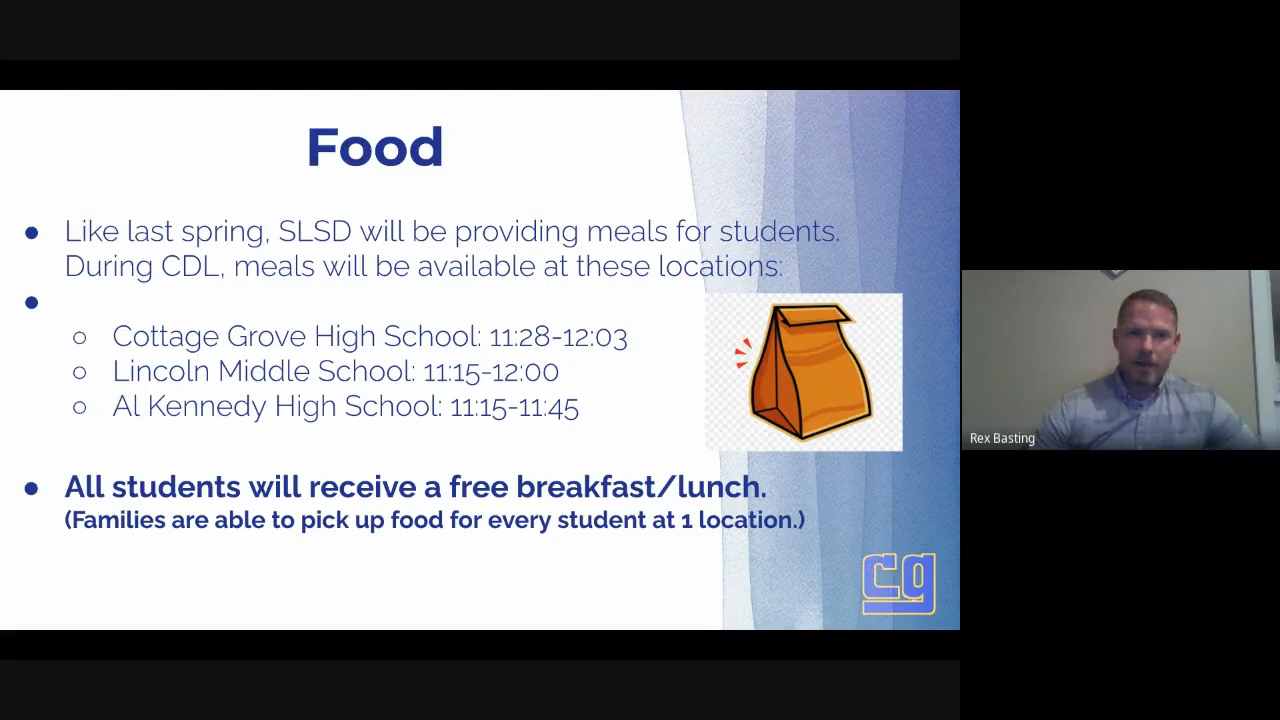 Food
● Like last spring, SLSD will be providing meals for students.
During CDL, meals will be available at these locations:
●
○ Cottage Grove High School: 11:28-12:03
○ Lincoln Middle School: 11:15-12:00
○ Al Kennedy High School: 11:15-11:45
● All students will receive a free breakfast/lunch.
(Families are able to pick up food for every student at 1 location.)
cg
Rex Basting